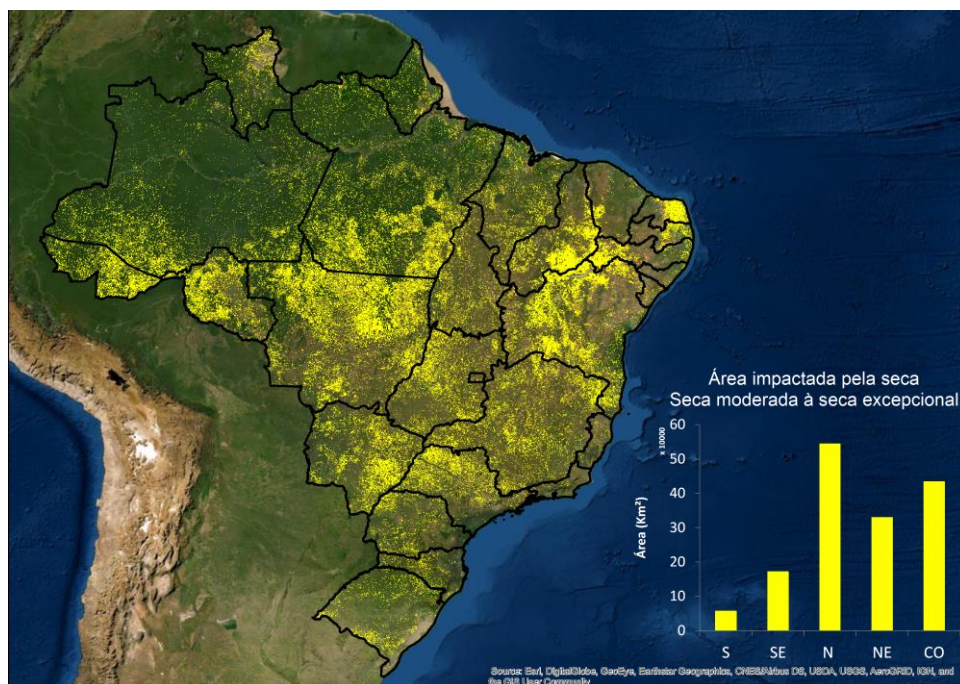 Área impactada pela seca
Seca moderada à seca excepcional
x 10000
60
50
40
30
20
10
0
Área (Km²)
S SE N NE CO
Source: Esri, DigitalGlobe, GeoEye, Earthstar Geographics, CNES/Airbus DS, USDA, USGS, AeroGRID, IGN, and
the GIS User Community